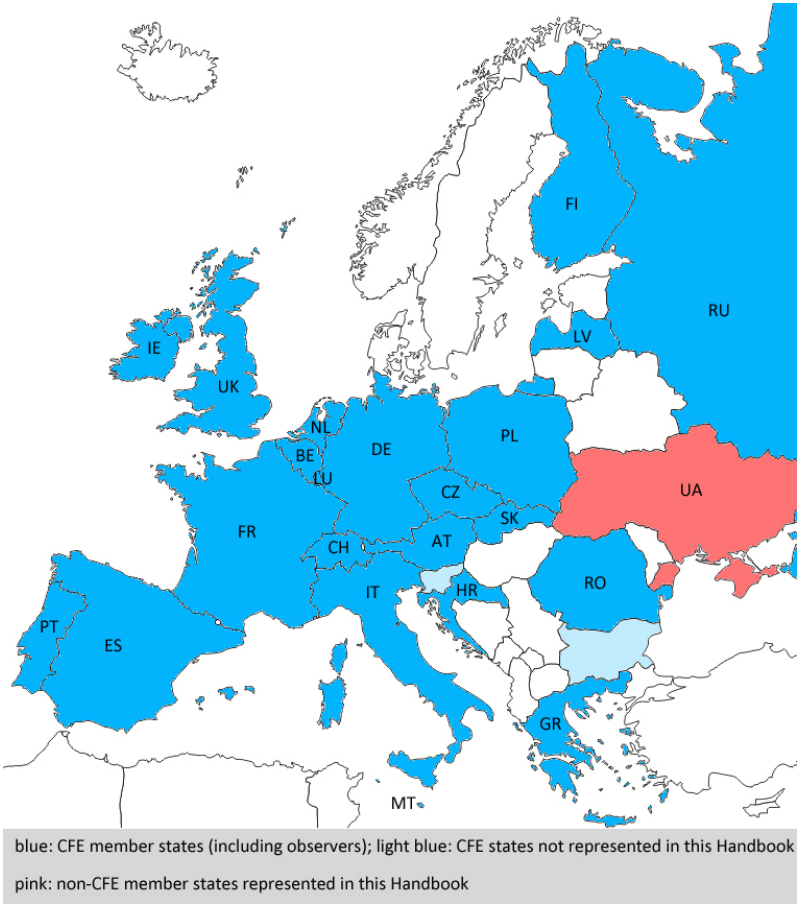 FI
RU
LV
IE
UK
NL
DE
PL
BE
LU
CZ
UA
SK
FR
CH
AT
RO
IT
HR
PT
ES
GR
MT
blue: CFE member states (including observers); light blue: CFE states not represented in this Handbook
pink: non-CFE member states represented in this Handbook